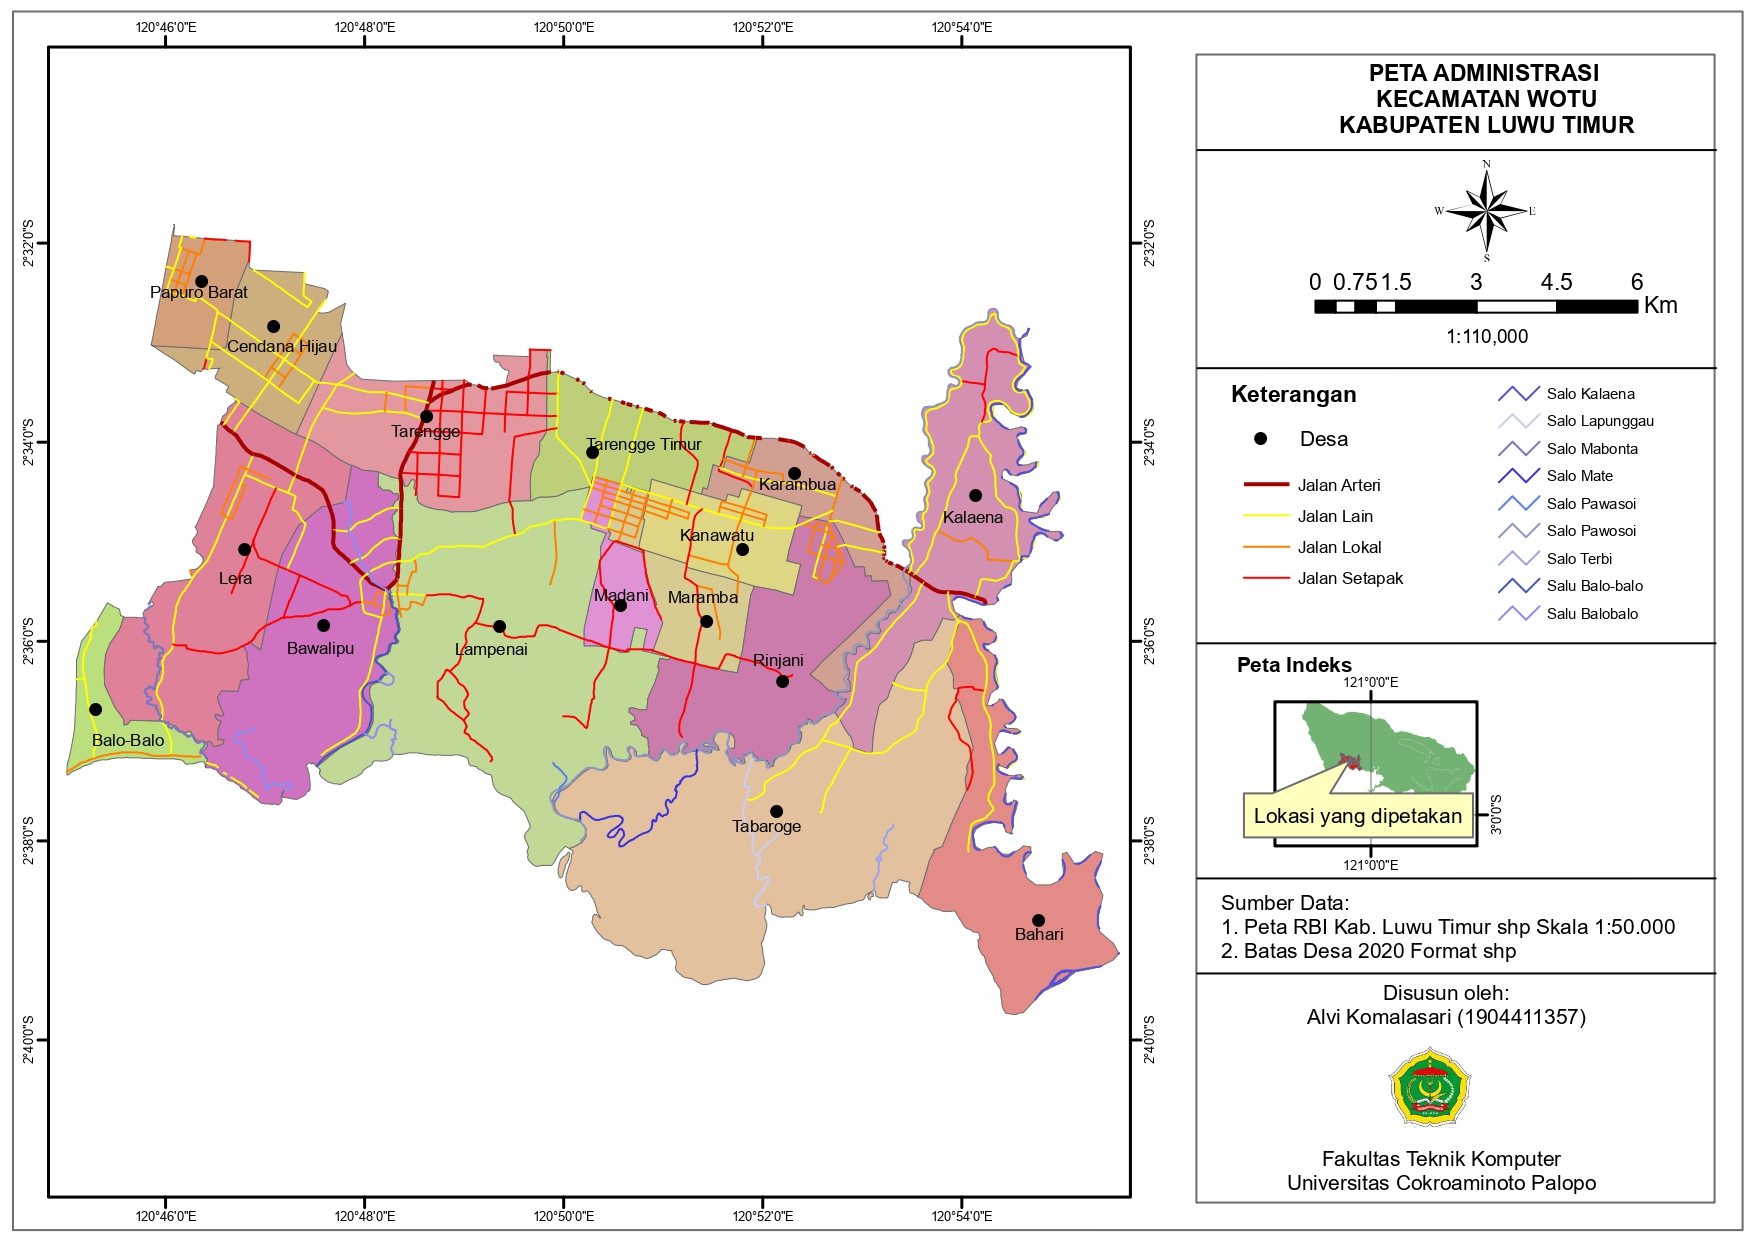 120°46'0"E
120°48'0"E
120°50'0"E
120°52'0"E
120°54'0"E
2°32'0"S
2°34'0"S
2°36'0"S
2°38'0"S
2°40'0"S
Papuro Barat
Cendana Hijau
Tarengge
Tarengge Timur
Karambua
Kalaena
Kanawatu
Lera
Madani
Maramba
Bawalipu
Lampenai
Rinjani
Balo-Balo
Tabaroge
Bahari
2°32'0"S
2°34'0"S
2°36'0"S
2°38'0"S
2°40'0"S
120°46'0"E
120°48'0"E
120°50'0"E
120°52'0"E
120°54'0"E
PETA ADMINISTRASI
KECAMATAN WOTU
KABUPATEN LUWU TIMUR
N
W E
S
0 0.75 1.5 3 4.5 6
Km
1:110,000
Keterangan
Desa
Jalan Arteri
Jalan Lain
Jalan Lokal
Jalan Setapak
Salo Kalaena
Salo Lapunggau
Salo Mabonta
Salo Mate
Salo Pawasoi
Salo Pawosoi
Salo Terbi
Salu Balo-balo
Salu Balobalo
Peta Indeks
121°0'0"E
Lokasi yang dipetakan
3°0'0"S
121°0'0"E
Sumber Data:
1. Peta RBI Kab. Luwu Timur shp Skala 1:50.000
2. Batas Desa 2020 Format shp
Disusun oleh:
Alvi Komalasari (1904411357)
Fakultas Teknik Komputer
Universitas Cokroaminoto Palopo